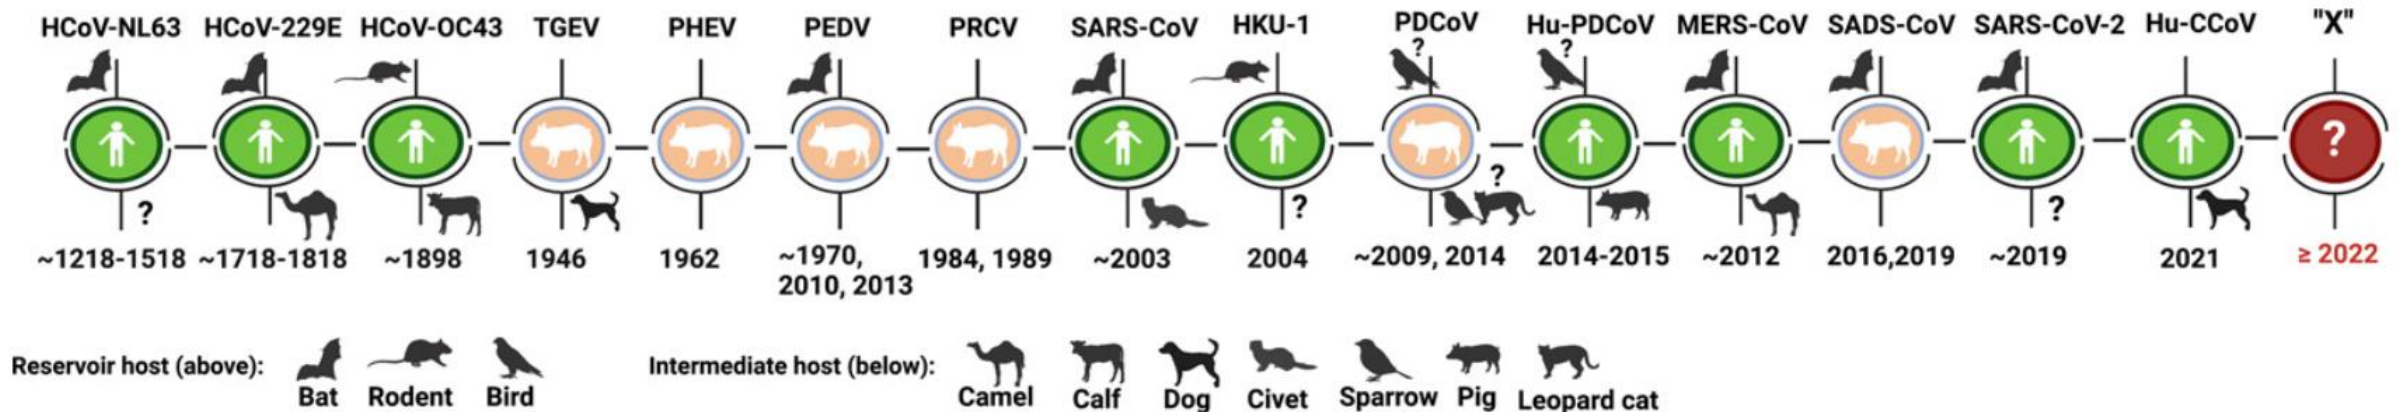 HCoV-NL63 HCoV-229E HCoV-OC43 TGEV PHEV PEDV PRCV SARS-CoV HKU-1 PDCoV Hu-PDCoV MERS-CoV SADS-CoV SARS-CoV-2 Hu-CCoV "X"
? ?
?
? ? ? ?
~1218-1518 ~1718-1818 ~1898 1946 1962 ~1970, 1984, 1989 ~2003 2004 ~2009, 2014 2014-2015 ~2012 2016,2019 ~2019 2021 ≥ 2022
2010, 2013
Reservoir host (above): Intermediate host (below):
Bat Rodent Bird Camel Calf Dog Civet Sparrow Pig Leopard cat